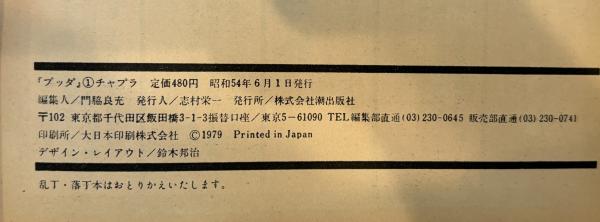 『ブッダ』①チャプラ 定価480円 昭和54年6月1日発行
編集人／門脇良充 発行人／志村栄一 発行所／株式会社潮出版社
〒102 東京都千代田区飯田橋3-1-3振替口座／東京5-61090 TEL編集部直通(03)230-0645 販売部直通(03)230-0741
印刷所／大日本印刷株式会社 ©1979 Printed in Japan
デザイン・レイアウト／鈴木邦治
乱丁・落丁本はおとりかえいたします。